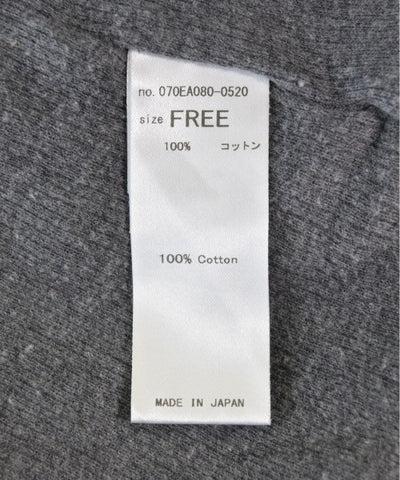 no. 070EA080-0520
size FREE
100% コットン
100% Cotton
MADE IN JAPAN